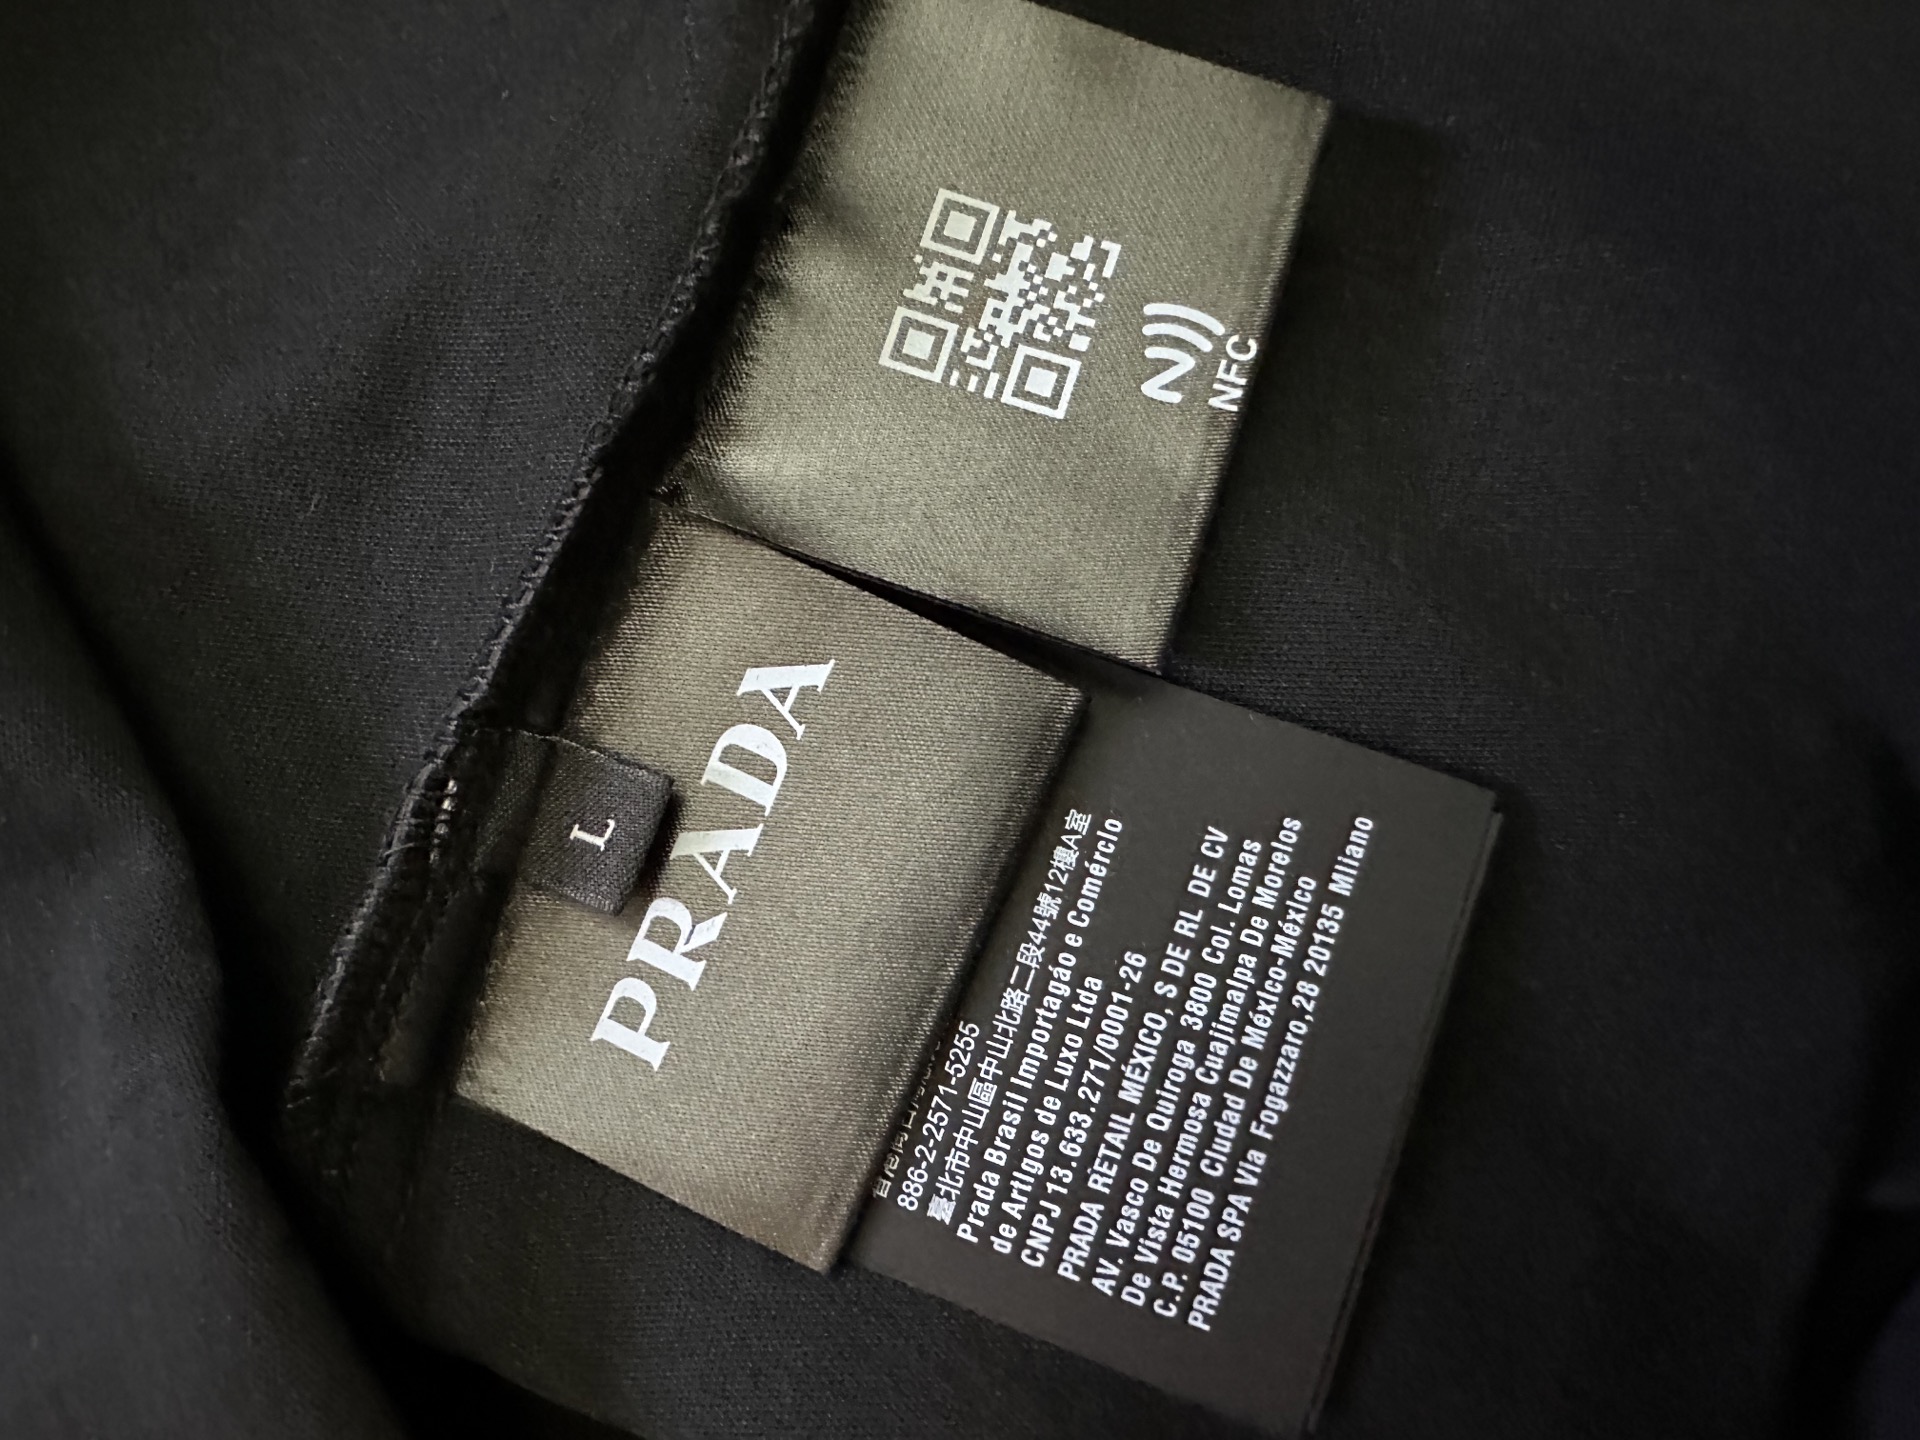 NFC
PRADA
L
886-2-2571-5255
臺北市中山區中山北路二段44號12樓A室
Prada Brasil Importagáo e Comércio
de Artigos de Luxo Ltda
CNPJ 13.633.271/0001-26
PRADA RETAIL MÉXICO, S DE RL DE CV
AV. Vasco De Quiroga 3800 Col. Lomas
De Vista Hermosa Cuajimalpa De Morelos
C.P. 05100 Ciudad De México-México
PRADA SPA Via Fogazzaro,28 20135 Milano